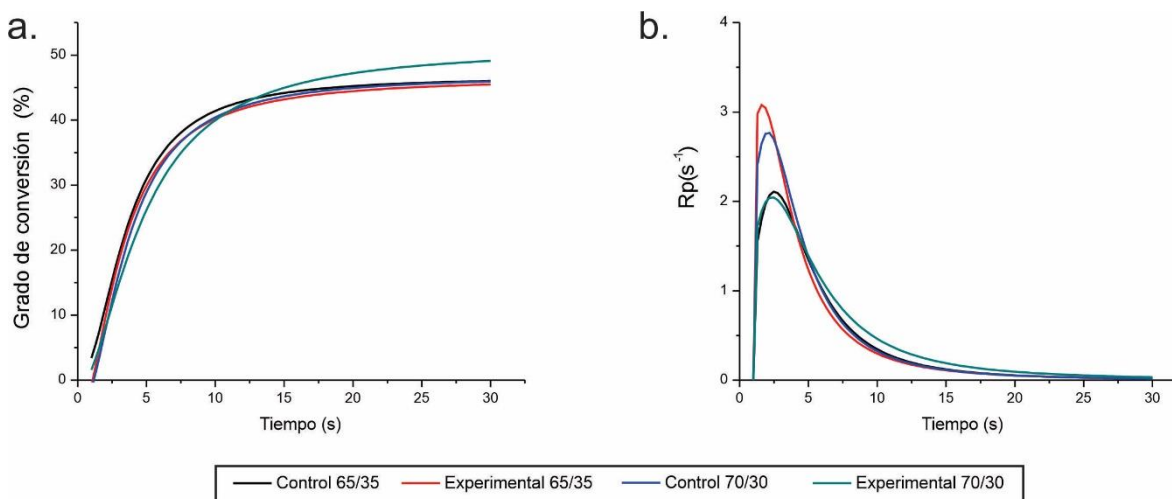 a.
Grado de conversión (%)
50
40
30
20
10
0
0 5 10 15 20 25 30
Tiempo (s)
b.
Rp(s⁻¹)
4
3
2
1
0
0 5 10 15 20 25 30
Tiempo (s)
Control 65/35 Experimental 65/35 Control 70/30 Experimental 70/30